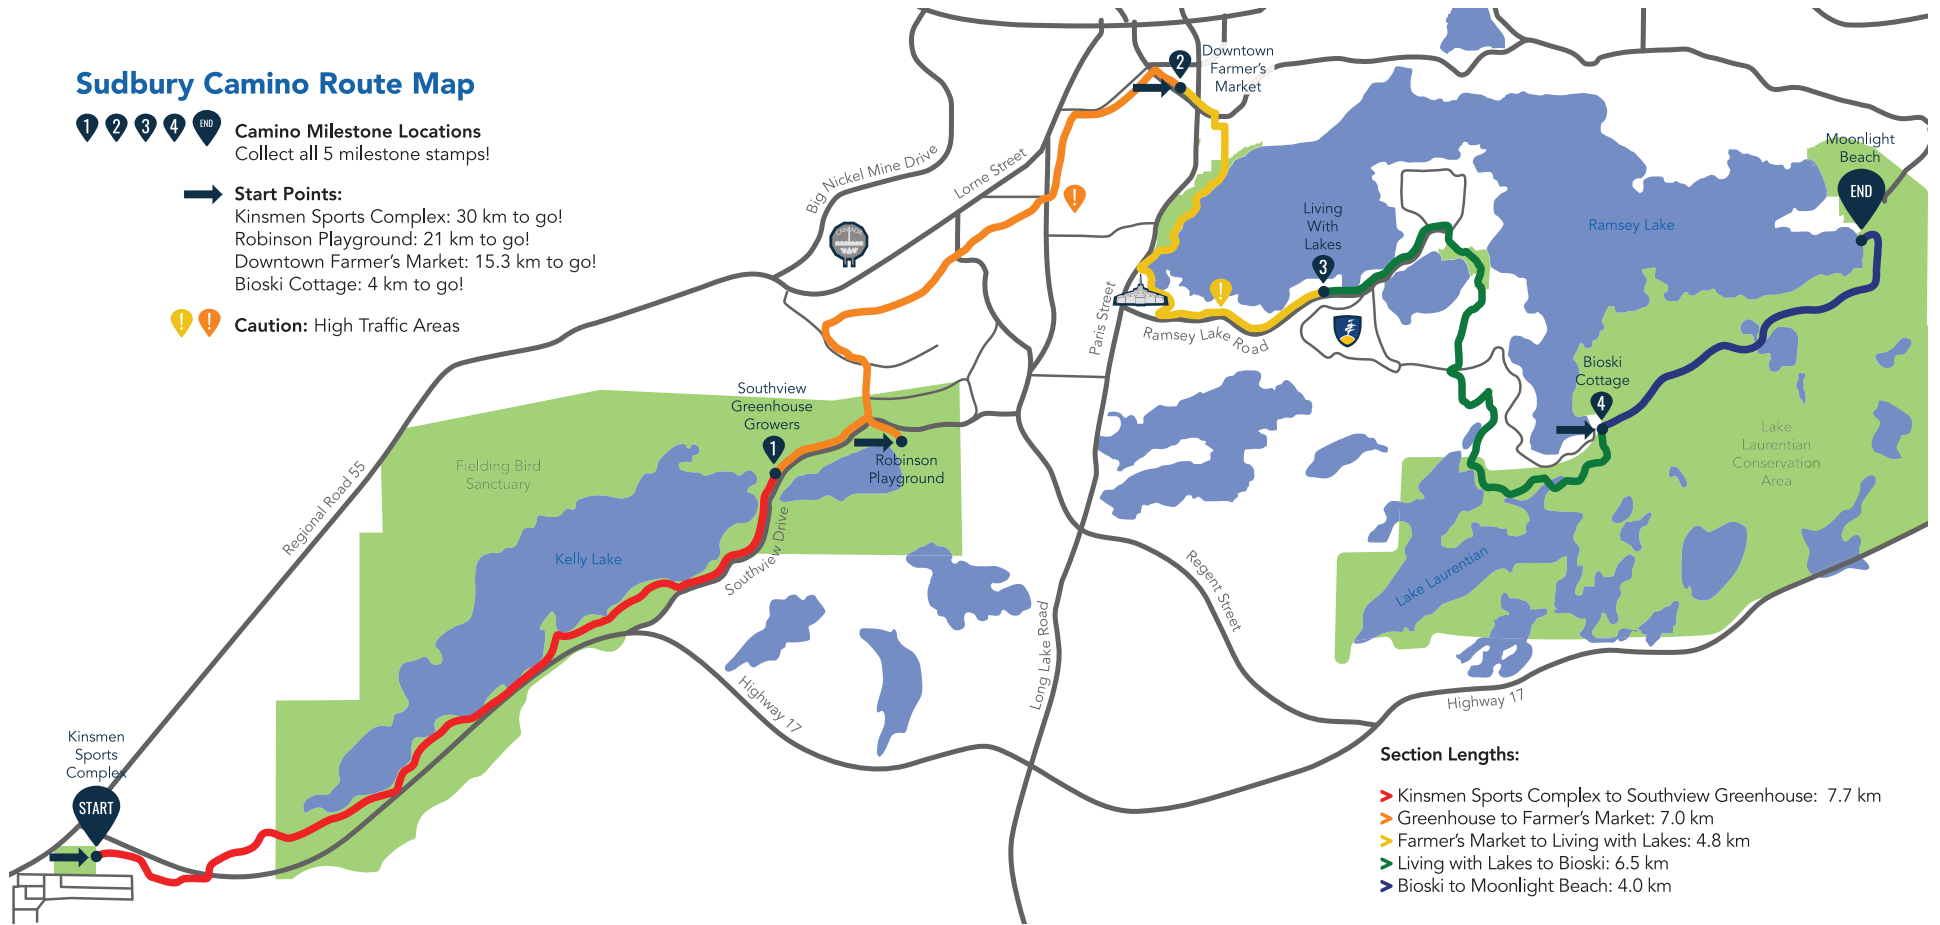 Sudbury Camino Route Map
1 2 3 4 END
Camino Milestone Locations
Collect all 5 milestone stamps!
Start Points:
Kinsmen Sports Complex: 30 km to go!
Robinson Playground: 21 km to go!
Downtown Farmer's Market: 15.3 km to go!
Bioski Cottage: 4 km to go!
! ! Caution: High Traffic Areas
2
Downtown
Farmer's
Market
Big Nickel Mine Drive
Lorne Street
CANADA
!
Moonlight
Beach
END
Living
With
Lakes
3
Ramsey Lake
Paris Street
!
Ramsey Lake Road
Bioski
Cottage
4
Southview
Greenhouse
Growers
1
Robinson
Playground
Fielding Bird
Sanctuary
Lake
Laurentian
Conservation
Area
Regional Road 55
Kelly Lake
Southview Drive
Lake Laurentian
Regent Street
Long Lake Road
Highway 17
Highway 17
Kinsmen
Sports
Complex
START
Section Lengths:
> Kinsmen Sports Complex to Southview Greenhouse: 7.7 km
> Greenhouse to Farmer's Market: 7.0 km
> Farmer's Market to Living with Lakes: 4.8 km
> Living with Lakes to Bioski: 6.5 km
> Bioski to Moonlight Beach: 4.0 km